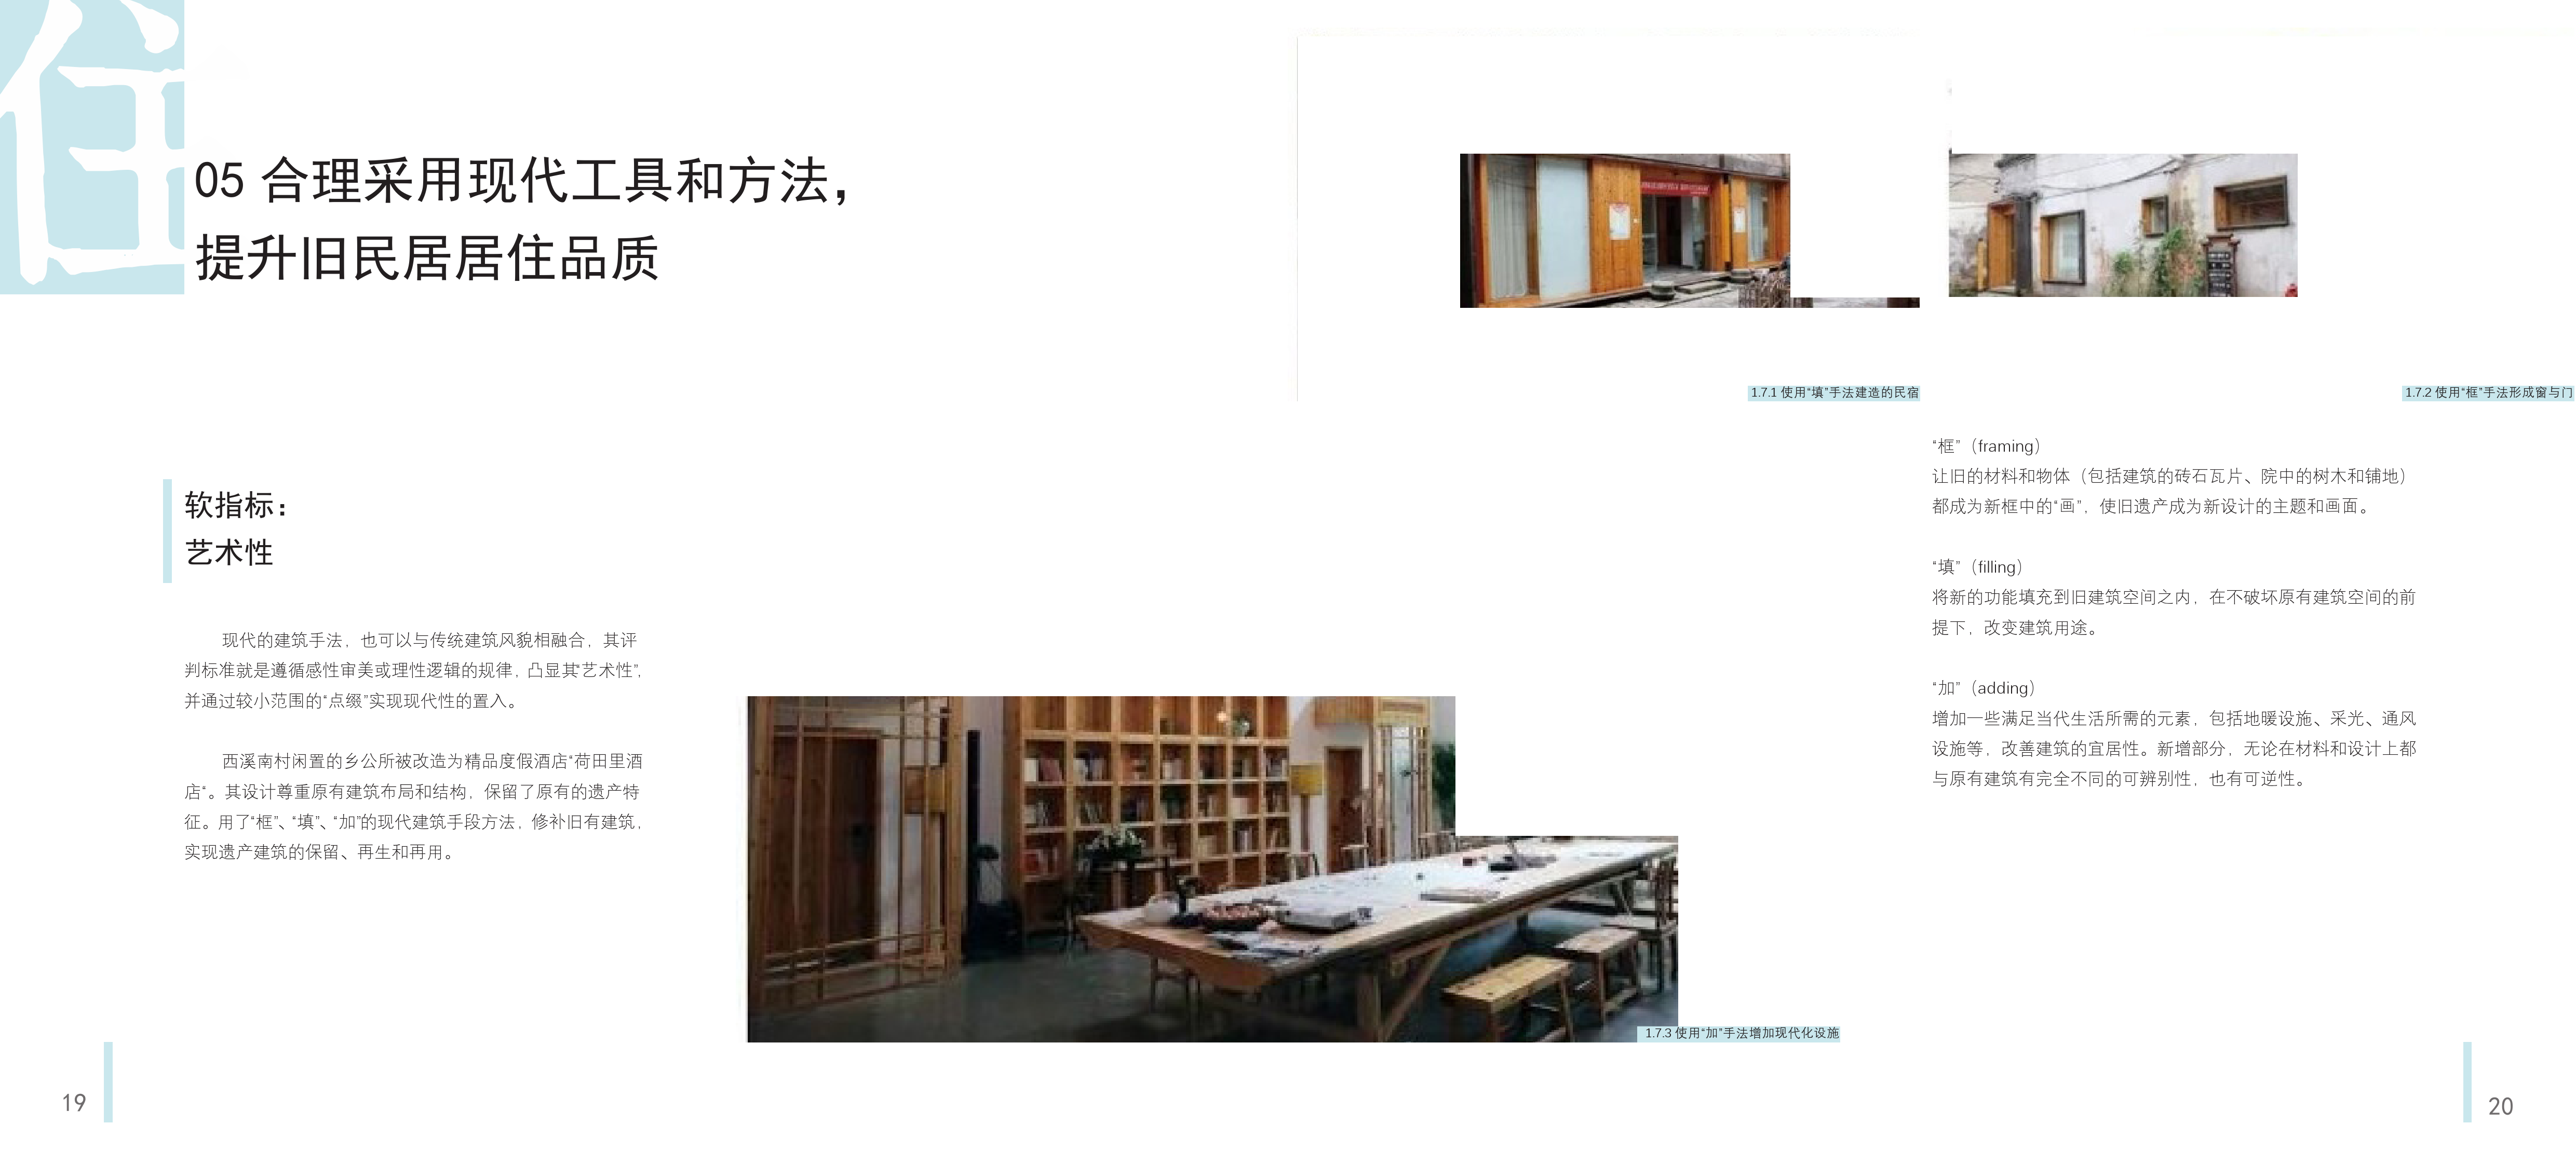 住
05 合理采用现代工具和方法，
提升旧民居居住品质
软指标：
艺术性
现代的建筑手法，也可以与传统建筑风貌相融合，其评
判标准就是遵循感性审美或理性逻辑的规律，凸显其“艺术性”，
并通过较小范围的“点缀”实现现代性的置入。
西溪南村闲置的乡公所被改造为精品度假酒店“荷田里酒
店“。其设计尊重原有建筑布局和结构，保留了原有的遗产特
征。用了“框”、“填”、“加”的现代建筑手段方法，修补旧有建筑，
实现遗产建筑的保留、再生和再用。
1.7.3 使用“加”手法增加现代化设施
19
1.7.1 使用“填”手法建造的民宿
1.7.2 使用“框”手法形成窗与门
“框”（framing）
让旧的材料和物体（包括建筑的砖石瓦片、院中的树木和铺地）
都成为新框中的“画”，使旧遗产成为新设计的主题和画面。
“填”（filling）
将新的功能填充到旧建筑空间之内，在不破坏原有建筑空间的前
提下，改变建筑用途。
“加”（adding）
增加一些满足当代生活所需的元素，包括地暖设施、采光、通风
设施等，改善建筑的宜居性。新增部分，无论在材料和设计上都
与原有建筑有完全不同的可辨别性，也有可逆性。
20